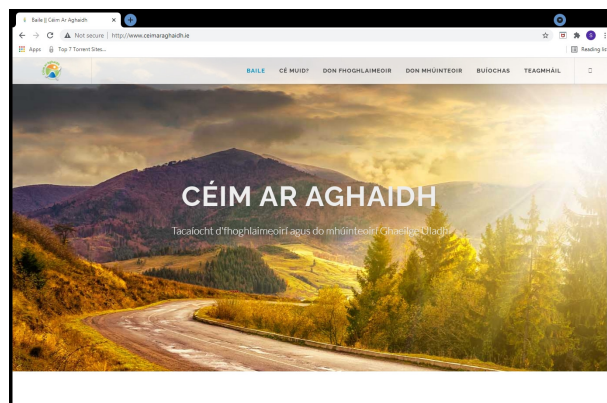 Baile || Céim Ar Aghaidh
Not secure | http://www.ceimaraghaidh.ie
Apps Top 7 Torrent Sites... Reading list
BAILE CÉ MUID? DON FHOGHLAIMEOIR DON MHÚINTEOIR BUÍOCHAS TEAGMHÁIL
CÉIM AR AGHAIDH
Tacaíocht d'fhoghlaimeoirí agus do mhúinteoirí Ghaeilge Uladh